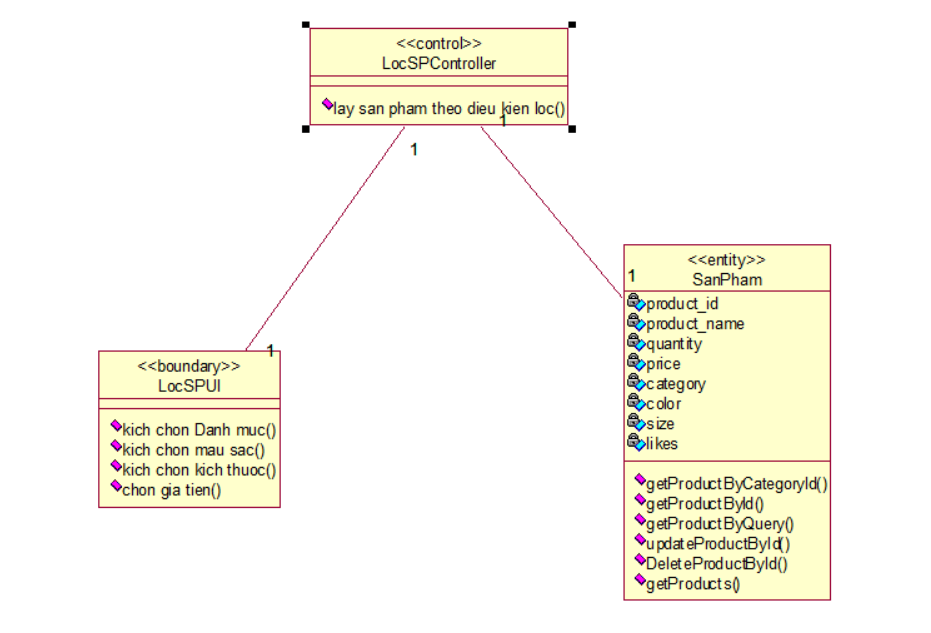 <<control>>
LocSPController
lay san pham theo dieu kien loc()
1
1
1
<<boundary>>
LocSPUI
kich chon Danh muc()
kich chon mau sac()
kich chon kich thuoc()
chon gia tien()
<<entity>>
1
SanPham
product_id
product_name
quantity
price
category
color
size
likes
getProductByCategoryId()
getProductById()
getProductByQuery()
updateProductById()
DeleteProductById()
getProducts()